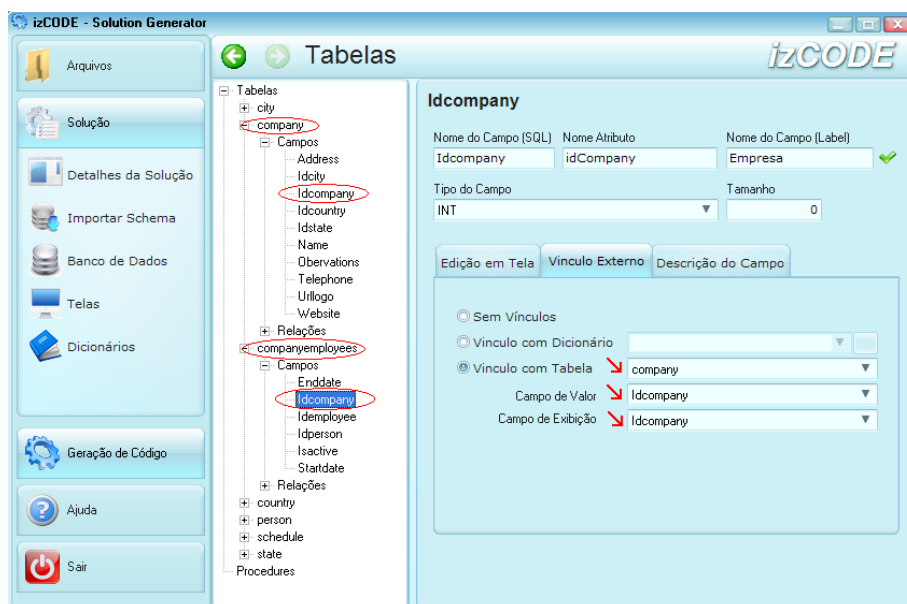 izCODE - Solution Generator
Arquivos
Solução
Detalhes da Solução
Importar Schema
Banco de Dados
Telas
Dicionários
Geração de Código
Ajuda
Sair
Tabelas
izCODE
Tabelas
city
company
Campos
Address
Idcity
Idcompany
Idcountry
Idstate
Name
Obervations
Telephone
Urllogo
Website
Relações
companyemployees
Campos
Enddate
Idcompany
Idemployee
Idperson
Isactive
Startdate
Relações
country
person
schedule
state
Procedures
Idcompany
Nome do Campo (SQL) Nome Atributo Nome do Campo (Label)
Idcompany idCompany Empresa
Tipo do Campo Tamanho
INT 0
Edição em Tela Vinculo Externo Descrição do Campo
Sem Vínculos
Vinculo com Dicionário
Vinculo com Tabela company
Campo de Valor Idcompany
Campo de Exibição Idcompany